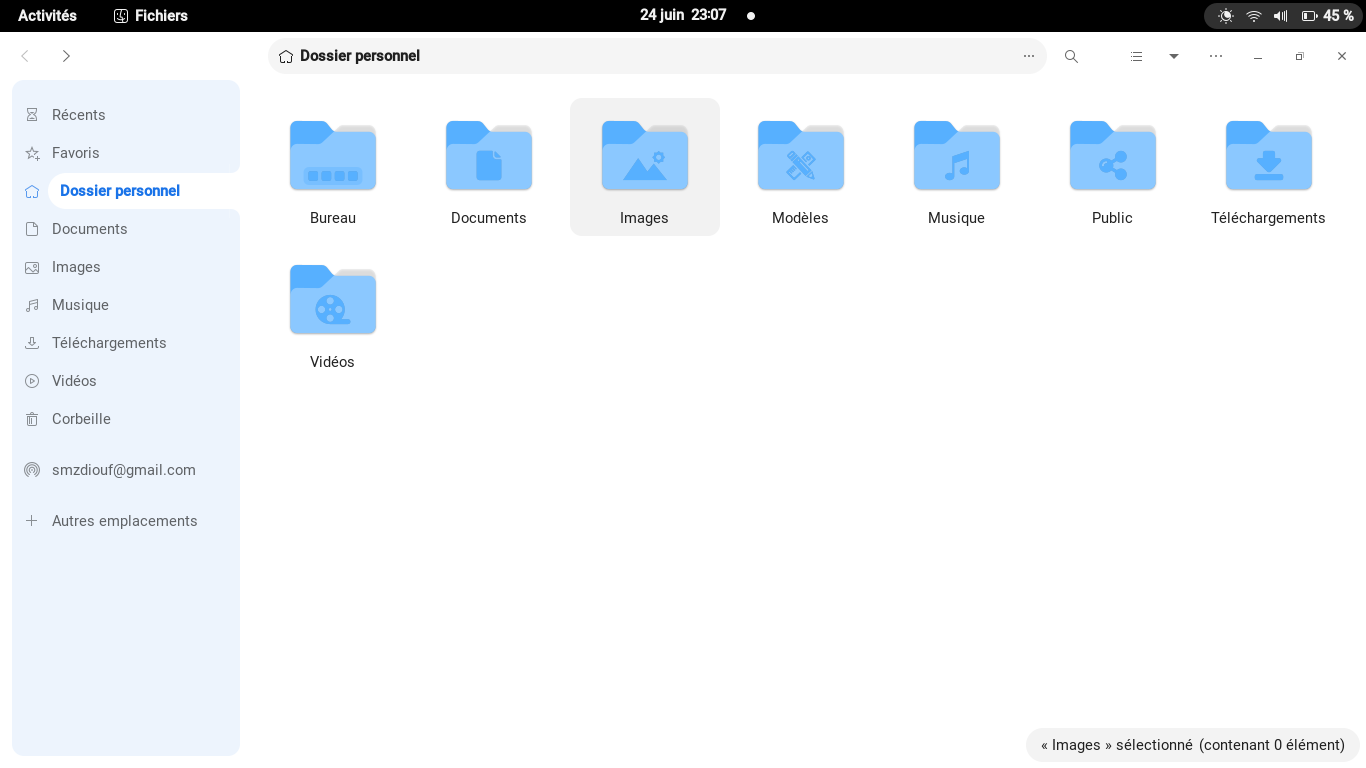 Activités Fichiers 24 juin 23:07 45 %
Dossier personnel
Récents
Favoris
Dossier personnel
Documents
Images
Musique
Téléchargements
Vidéos
Corbeille
smzdiouf@gmail.com
Autres emplacements
Bureau Documents Images Modèles Musique Public Téléchargements
Vidéos
« Images » sélectionné (contenant 0 élément)